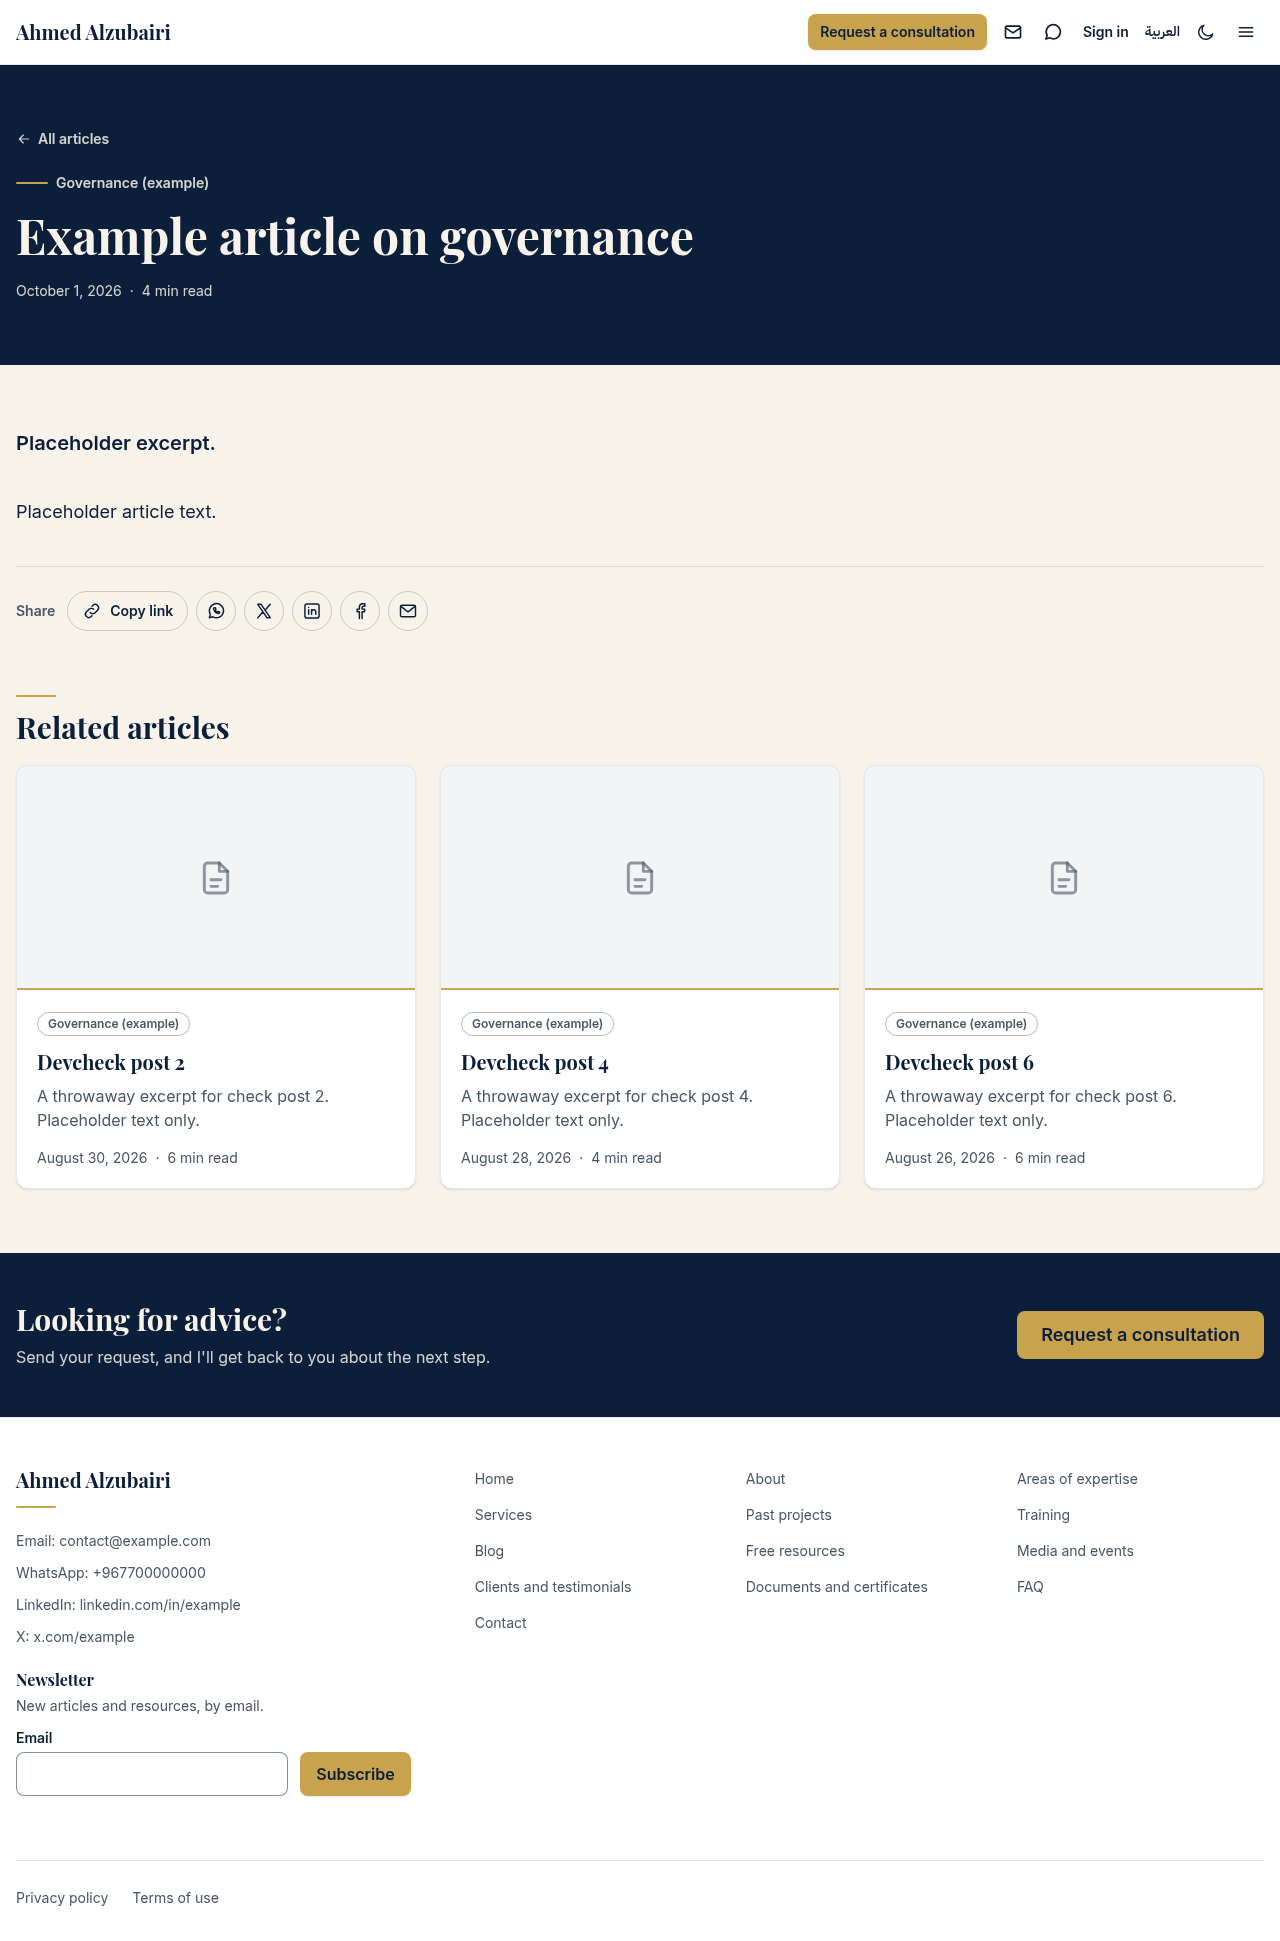 Ahmed Alzubairi
Request a consultation
Sign in
العربية
← All articles
Governance (example)
Example article on governance
October 1, 2026 · 4 min read
Placeholder excerpt.
Placeholder article text.
Share
Copy link
Related articles
Governance (example)
Devcheck post 2
A throwaway excerpt for check post 2.
Placeholder text only.
August 30, 2026 · 6 min read
Governance (example)
Devcheck post 4
A throwaway excerpt for check post 4.
Placeholder text only.
August 28, 2026 · 4 min read
Governance (example)
Devcheck post 6
A throwaway excerpt for check post 6.
Placeholder text only.
August 26, 2026 · 6 min read
Looking for advice?
Send your request, and I'll get back to you about the next step.
Request a consultation
Ahmed Alzubairi
Email: contact@example.com
WhatsApp: +967700000000
LinkedIn: linkedin.com/in/example
X: x.com/example
Newsletter
New articles and resources, by email.
Email
Subscribe
Home
About
Areas of expertise
Services
Past projects
Training
Blog
Free resources
Media and events
Clients and testimonials
Documents and certificates
FAQ
Contact
Privacy policy
Terms of use